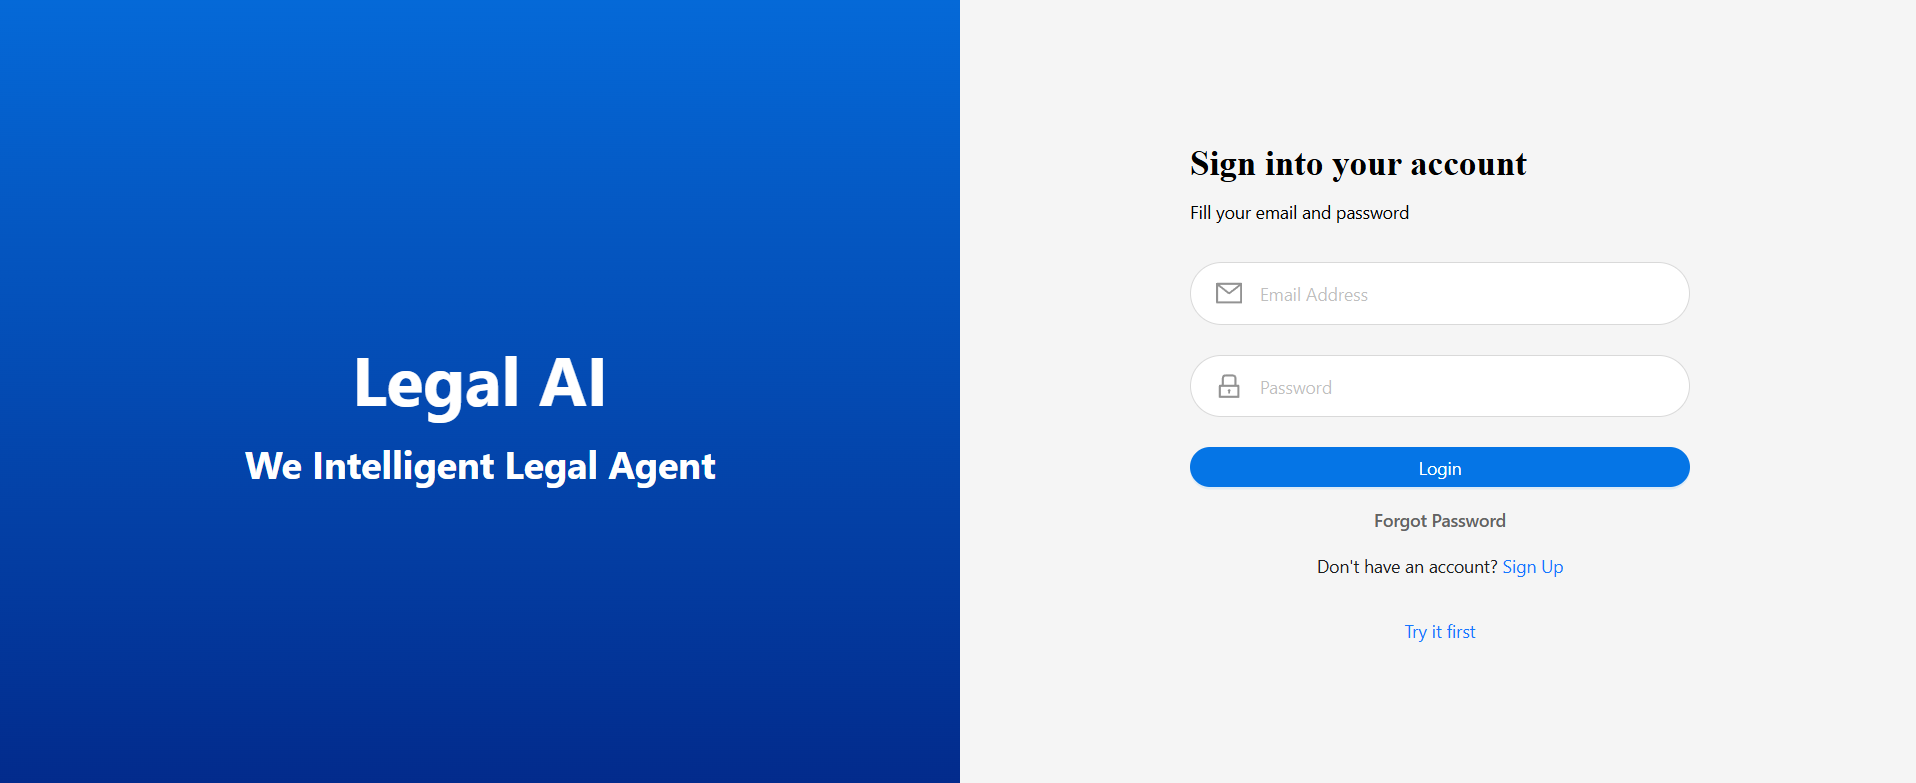 Legal AI
We Intelligent Legal Agent
Sign into your account
Fill your email and password
Email Address
Password
Login
Forgot Password
Don't have an account? Sign Up
Try it first